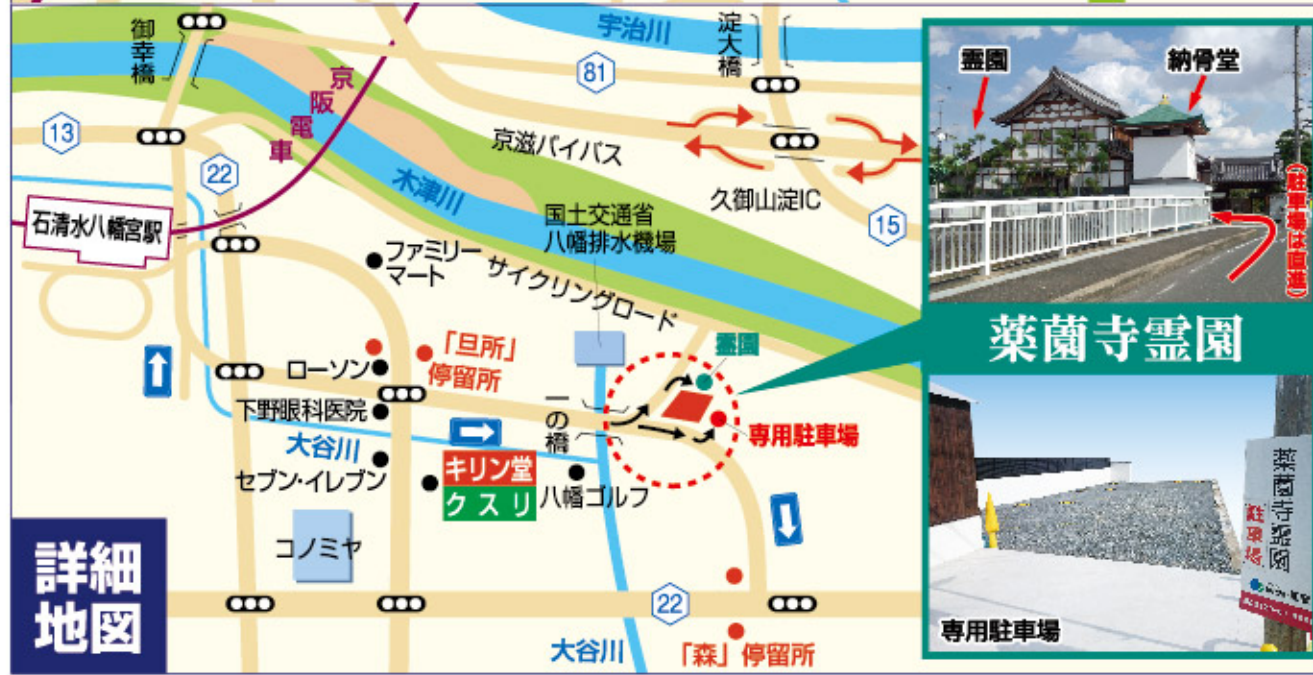 御幸橋
宇治川
淀大橋
81
京阪電車
13
22
京滋バイパス
木津川
久御山淀IC
15
石清水八幡宮駅
国土交通省
八幡排水機場
ファミリー
マート
サイクリングロード
「旦所」
停留所
ローソン
霊園
下野眼科医院
一の橋
専用駐車場
大谷川
セブン・イレブン
キリン堂
クスリ
八幡ゴルフ
コノミヤ
詳細
地図
22
大谷川
「森」停留所
霊園
納骨堂
(駐車場は直進)
薬薗寺霊園
薬薗寺霊園
駐車場
専用駐車場